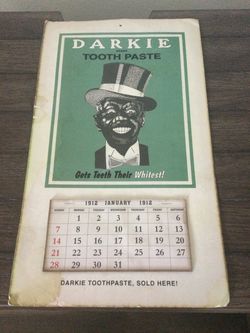 DARKIE
TOOTH PASTE
Gets Teeth Their Whitest!
1912 JANUARY 1912
1 2 3 4 5 6
7 8 9 10 11 12 13
14 15 16 17 18 19 20
21 22 23 24 25 26 27
28 29 30 31
DARKIE TOOTHPASTE, SOLD HERE!